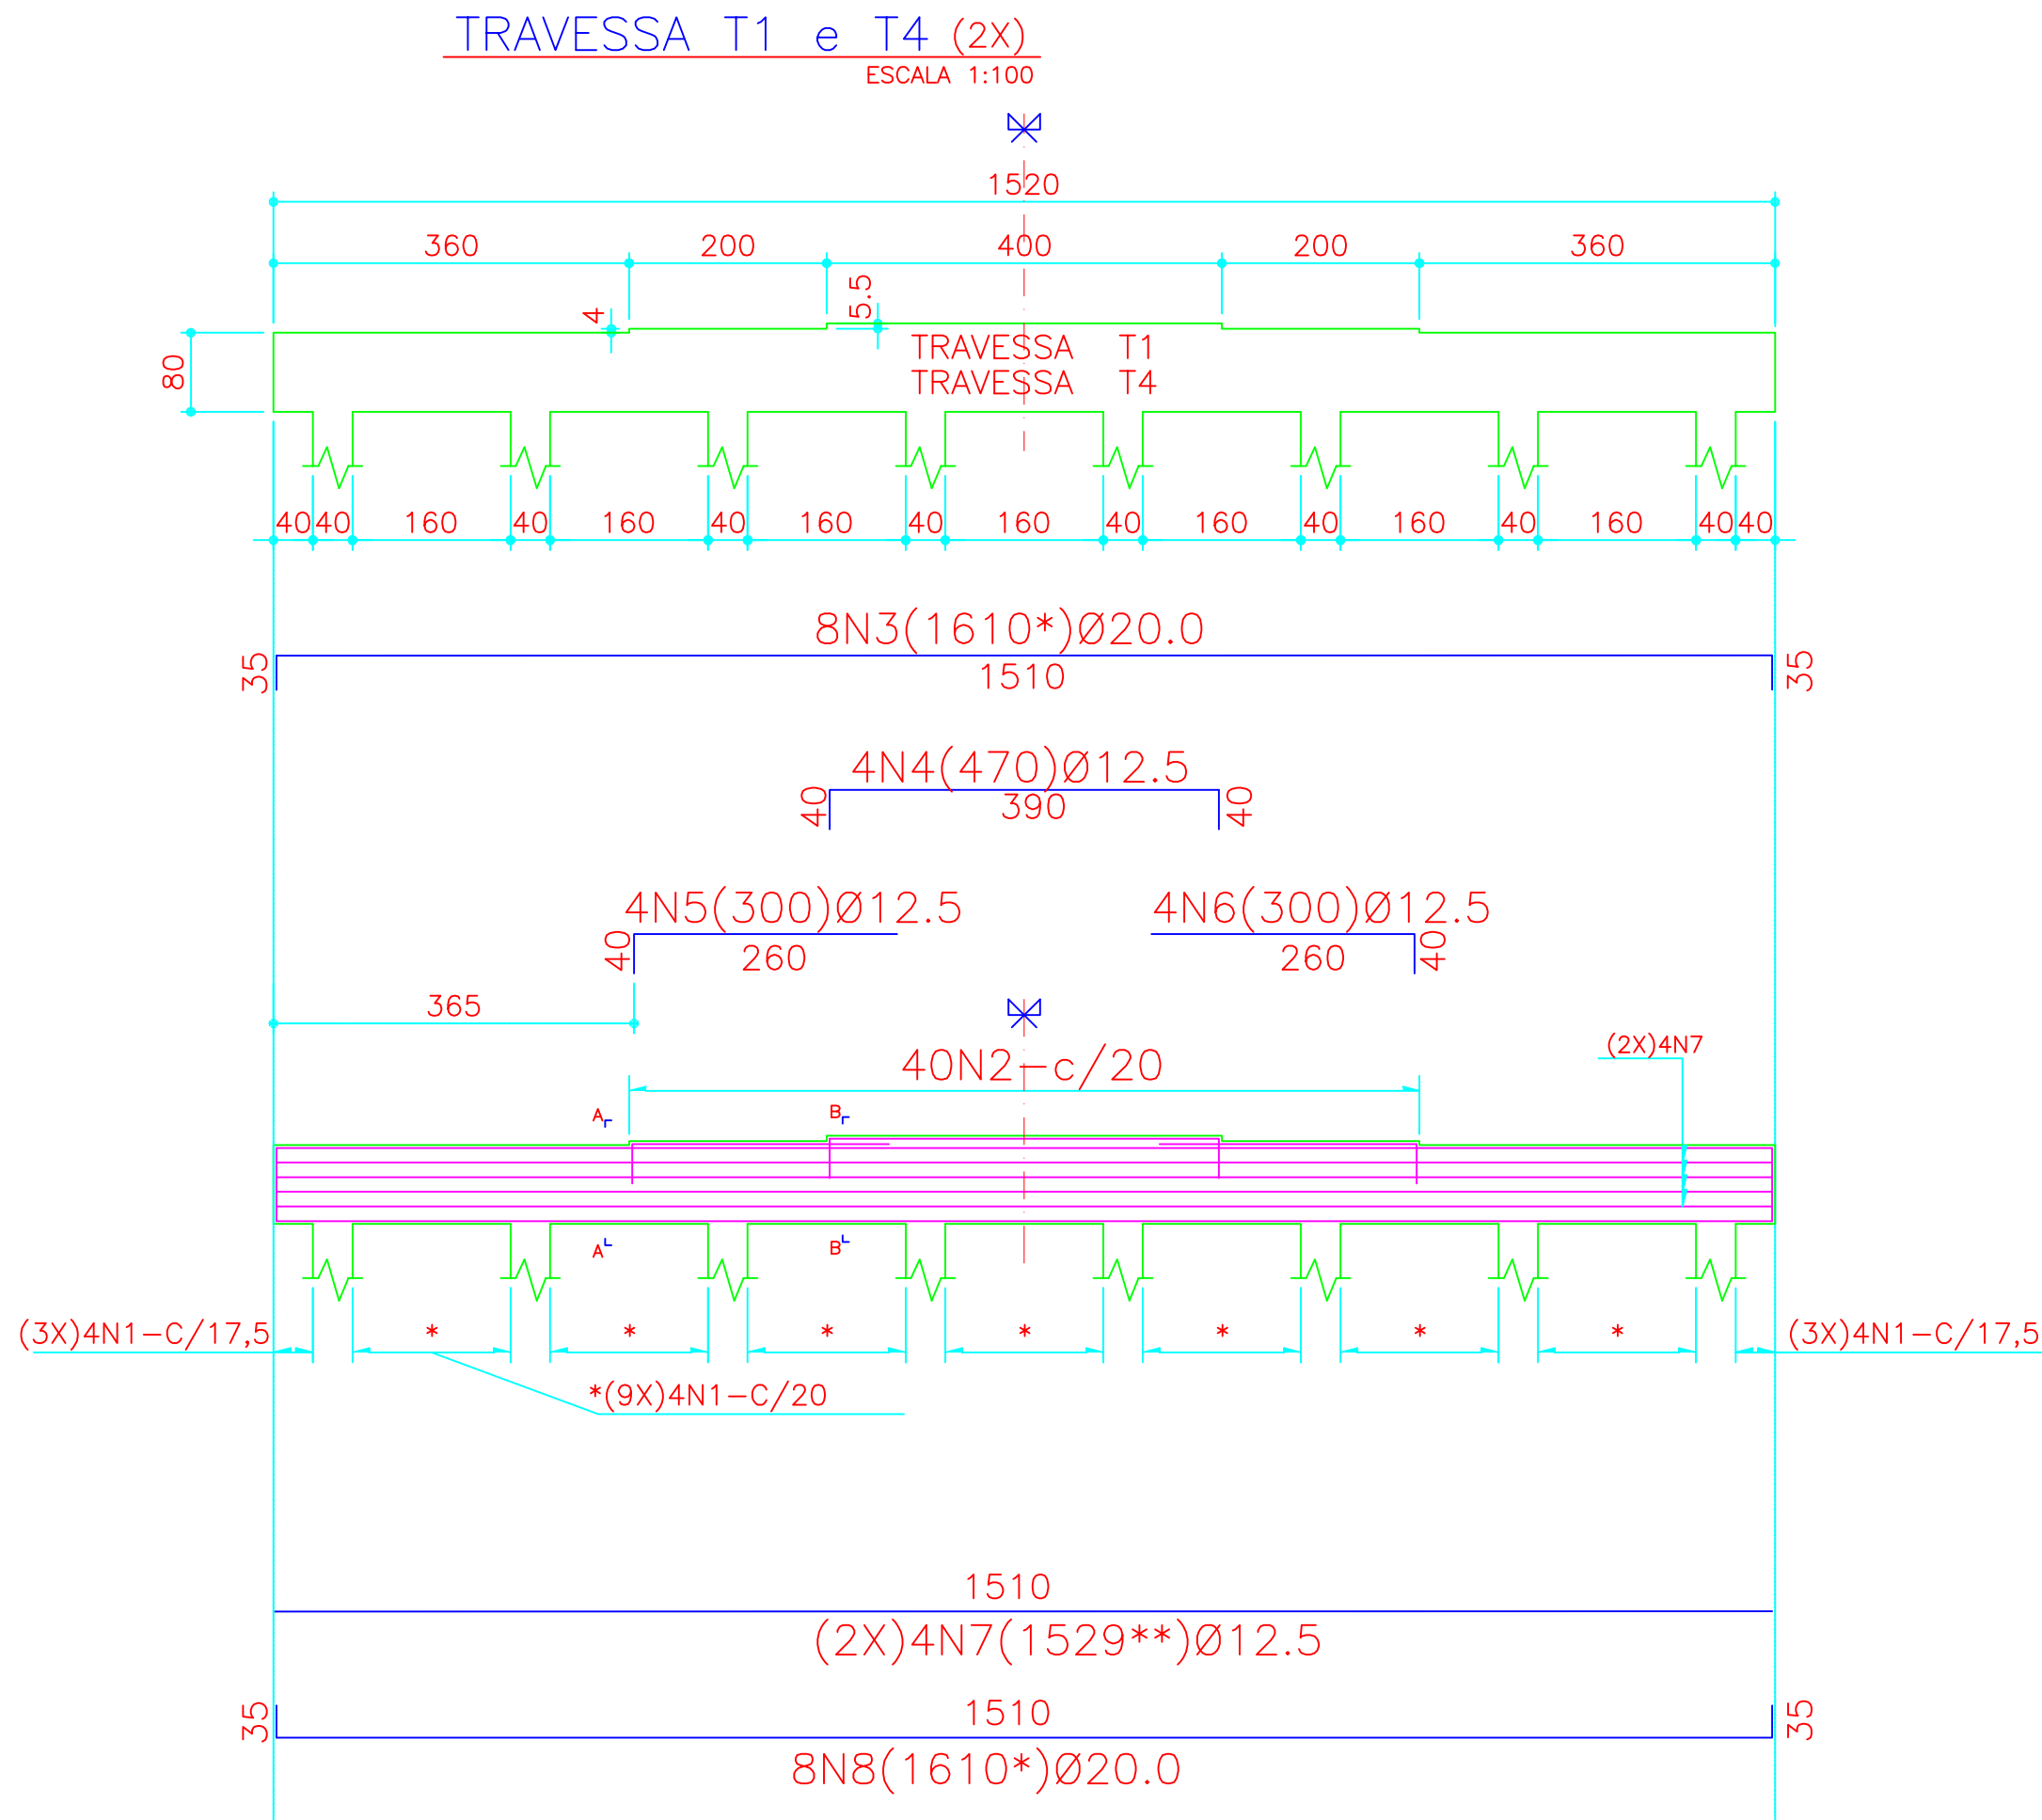 TRAVESSA T1 e T4 (2X)
ESCALA 1:100
1520
360 200 400 200 360
4
5.5
80
TRAVESSA T1
TRAVESSA T4
40 40 160 40 160 40 160 40 160 40 160 40 160 40 160 40 40
8N3(1610*)Ø20.0
35 1510 35
4N4(470)Ø12.5
40 390 40
4N5(300)Ø12.5 4N6(300)Ø12.5
40 260 260 40
365
(2X)4N7
40N2-c/20
A B
A B
(3X)4N1-C/17,5 * * * * * * * (3X)4N1-C/17,5
*(9X)4N1-C/20
1510
(2X)4N7(1529**)Ø12.5
35 1510 35
8N8(1610*)Ø20.0